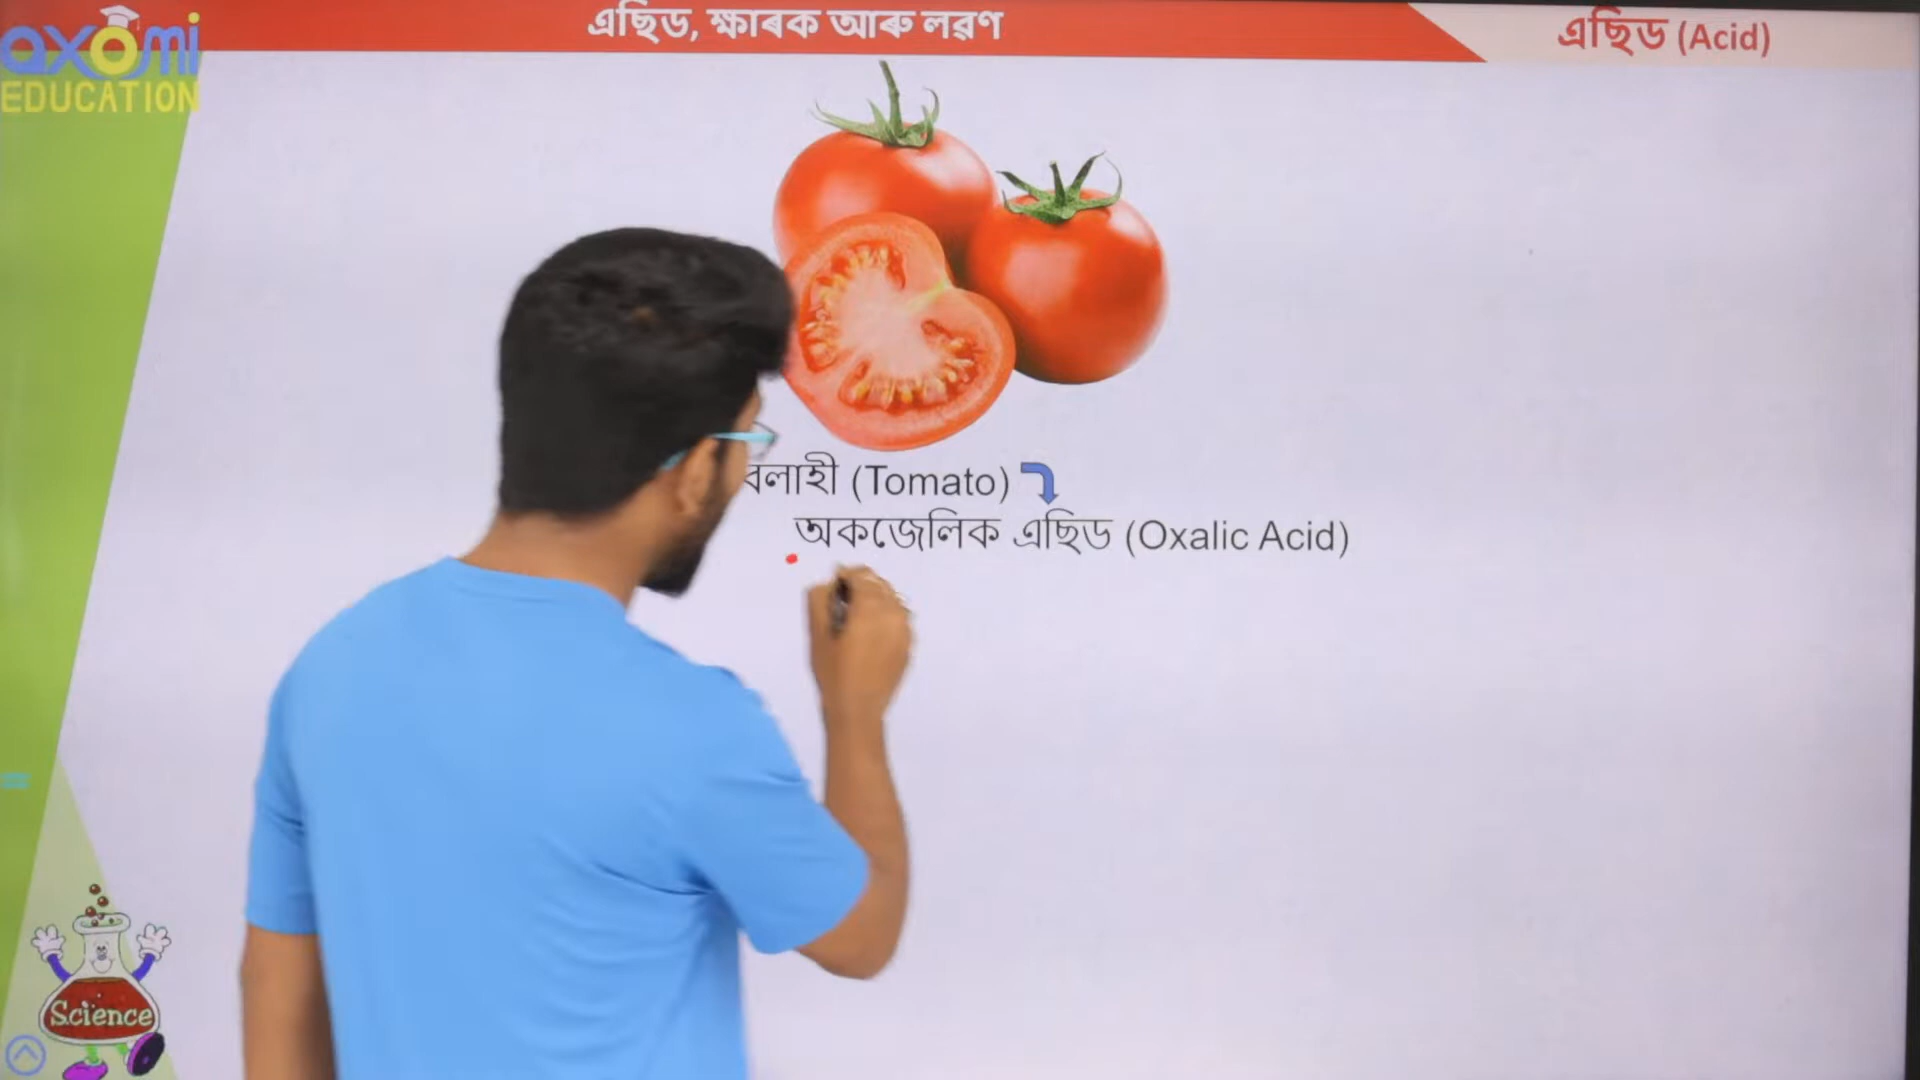 axomi
EDUCATION
এছিড, ক্ষাৰক আৰু লৱণ
এছিড (Acid)
বলাহী (Tomato)
অকজেলিক এছিড (Oxalic Acid)
Science